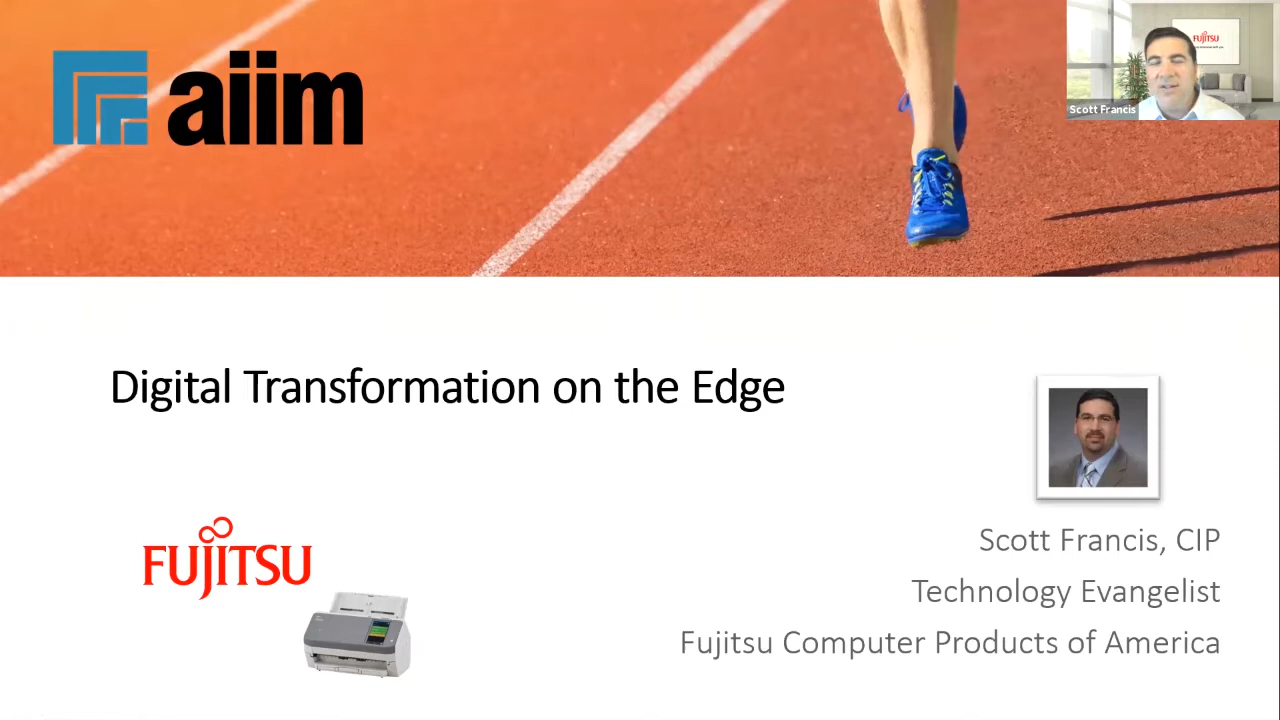 aiim
FUJITSU
Scott Francis
Digital Transformation on the Edge
FUJITSU
Scott Francis, CIP
Technology Evangelist
Fujitsu Computer Products of America